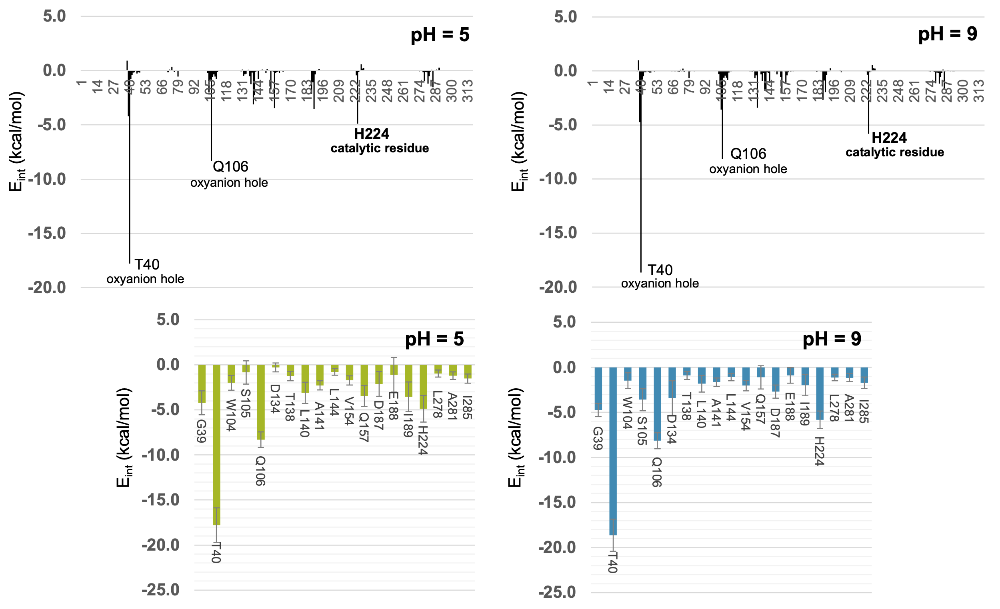 5.0
0.0
-5.0
-10.0
-15.0
-20.0
E_int (kcal/mol)
pH = 5
1 14 27 40 53 66 79 92 105 118 131 144 157 170 183 196 209 222 235 248 261 274 287 300 313
H224
catalytic residue
Q106
oxyanion hole
T40
oxyanion hole
5.0
0.0
-5.0
-10.0
-15.0
-20.0
E_int (kcal/mol)
pH = 9
1 14 27 40 53 66 79 92 105 118 131 144 157 170 183 196 209 222 235 248 261 274 287 300 313
H224
catalytic residue
Q106
oxyanion hole
T40
oxyanion hole
5.0
0.0
-5.0
-10.0
-15.0
-20.0
-25.0
E_int (kcal/mol)
pH = 5
G39 T40 W104 S105 Q106 D134 T138 L140 A141 L144 V154 Q157 D187 E188 I189 H224 L278 A281 I285
5.0
0.0
-5.0
-10.0
-15.0
-20.0
-25.0
E_int (kcal/mol)
pH = 9
G39 T40 W104 S105 Q106 D134 T138 L140 A141 L144 V154 Q157 D187 E188 I189 H224 L278 A281 I285